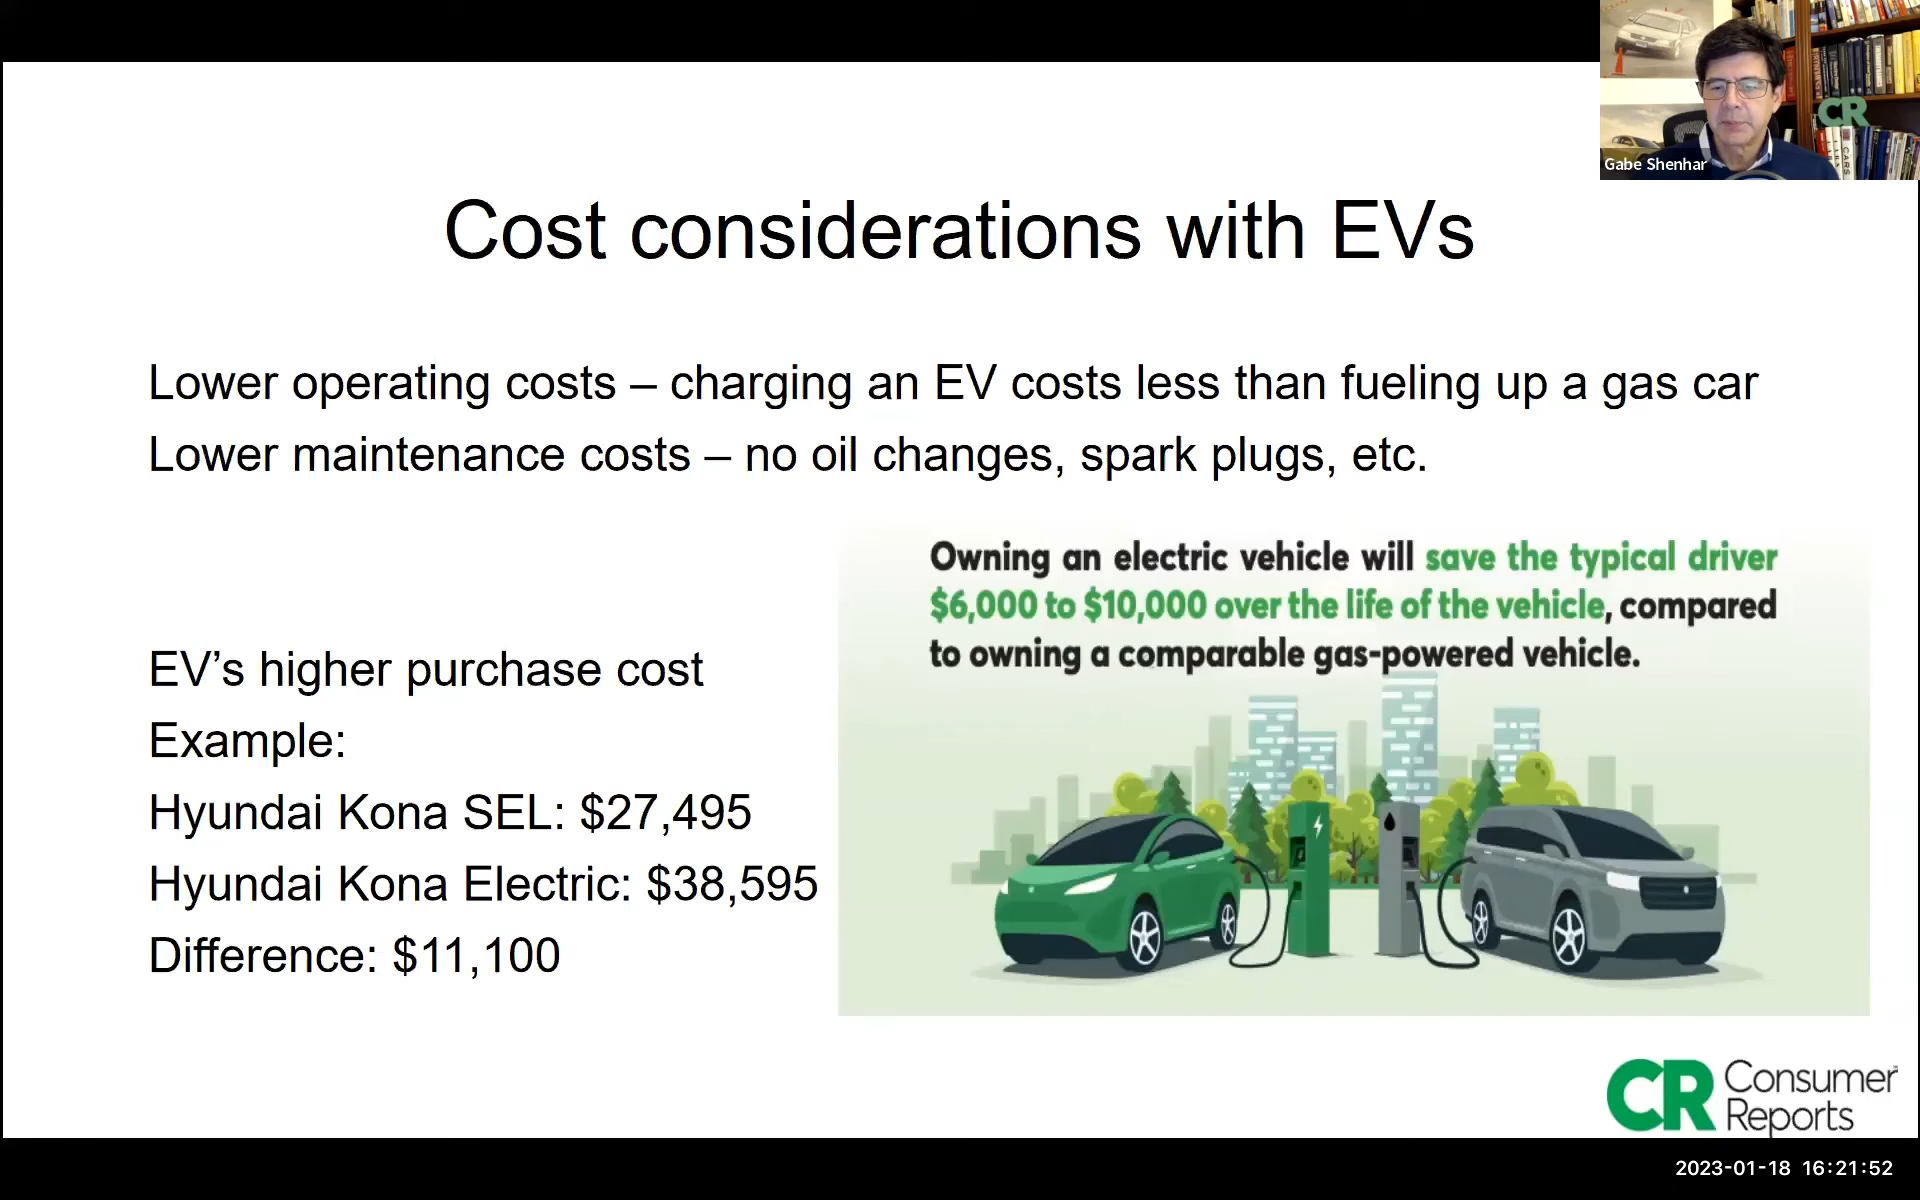 Gabe Shenhar
CR
CARS
Cost considerations with EVs
Lower operating costs – charging an EV costs less than fueling up a gas car
Lower maintenance costs – no oil changes, spark plugs, etc.
Owning an electric vehicle will save the typical driver
$6,000 to $10,000 over the life of the vehicle, compared
to owning a comparable gas-powered vehicle.
EV’s higher purchase cost
Example:
Hyundai Kona SEL: $27,495
Hyundai Kona Electric: $38,595
Difference: $11,100
CR Consumer
Reports
2023-01-18 16:21:52